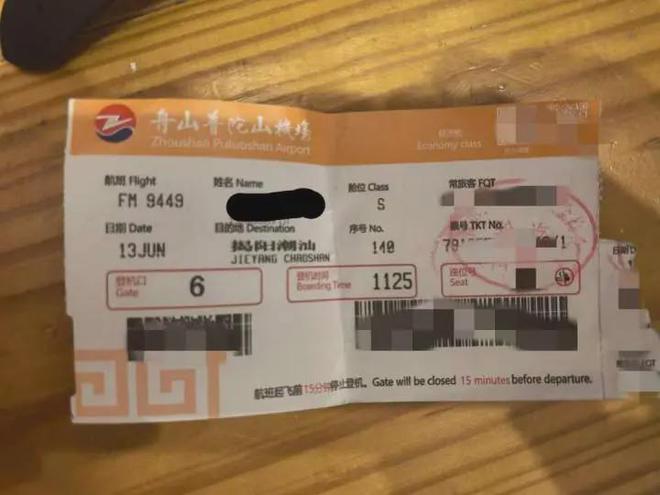 舟山普陀山機場
Zhoushan Putuoshan Airport
经济舱
Economy class
航班 Flight
姓名 Name
舱位 Class
常旅客 FQT
FM 9449
S
日期 Date
目的地 Destination
序号 No.
票号 TKT No.
13JUN
揭阳潮汕
JIEYANG CHAOSHAN
140
登机口
Gate
6
登机时间
Boarding Time
1125
座位号
Seat
航班起飞前15分钟停止登机。 Gate will be closed 15 minutes before departure.